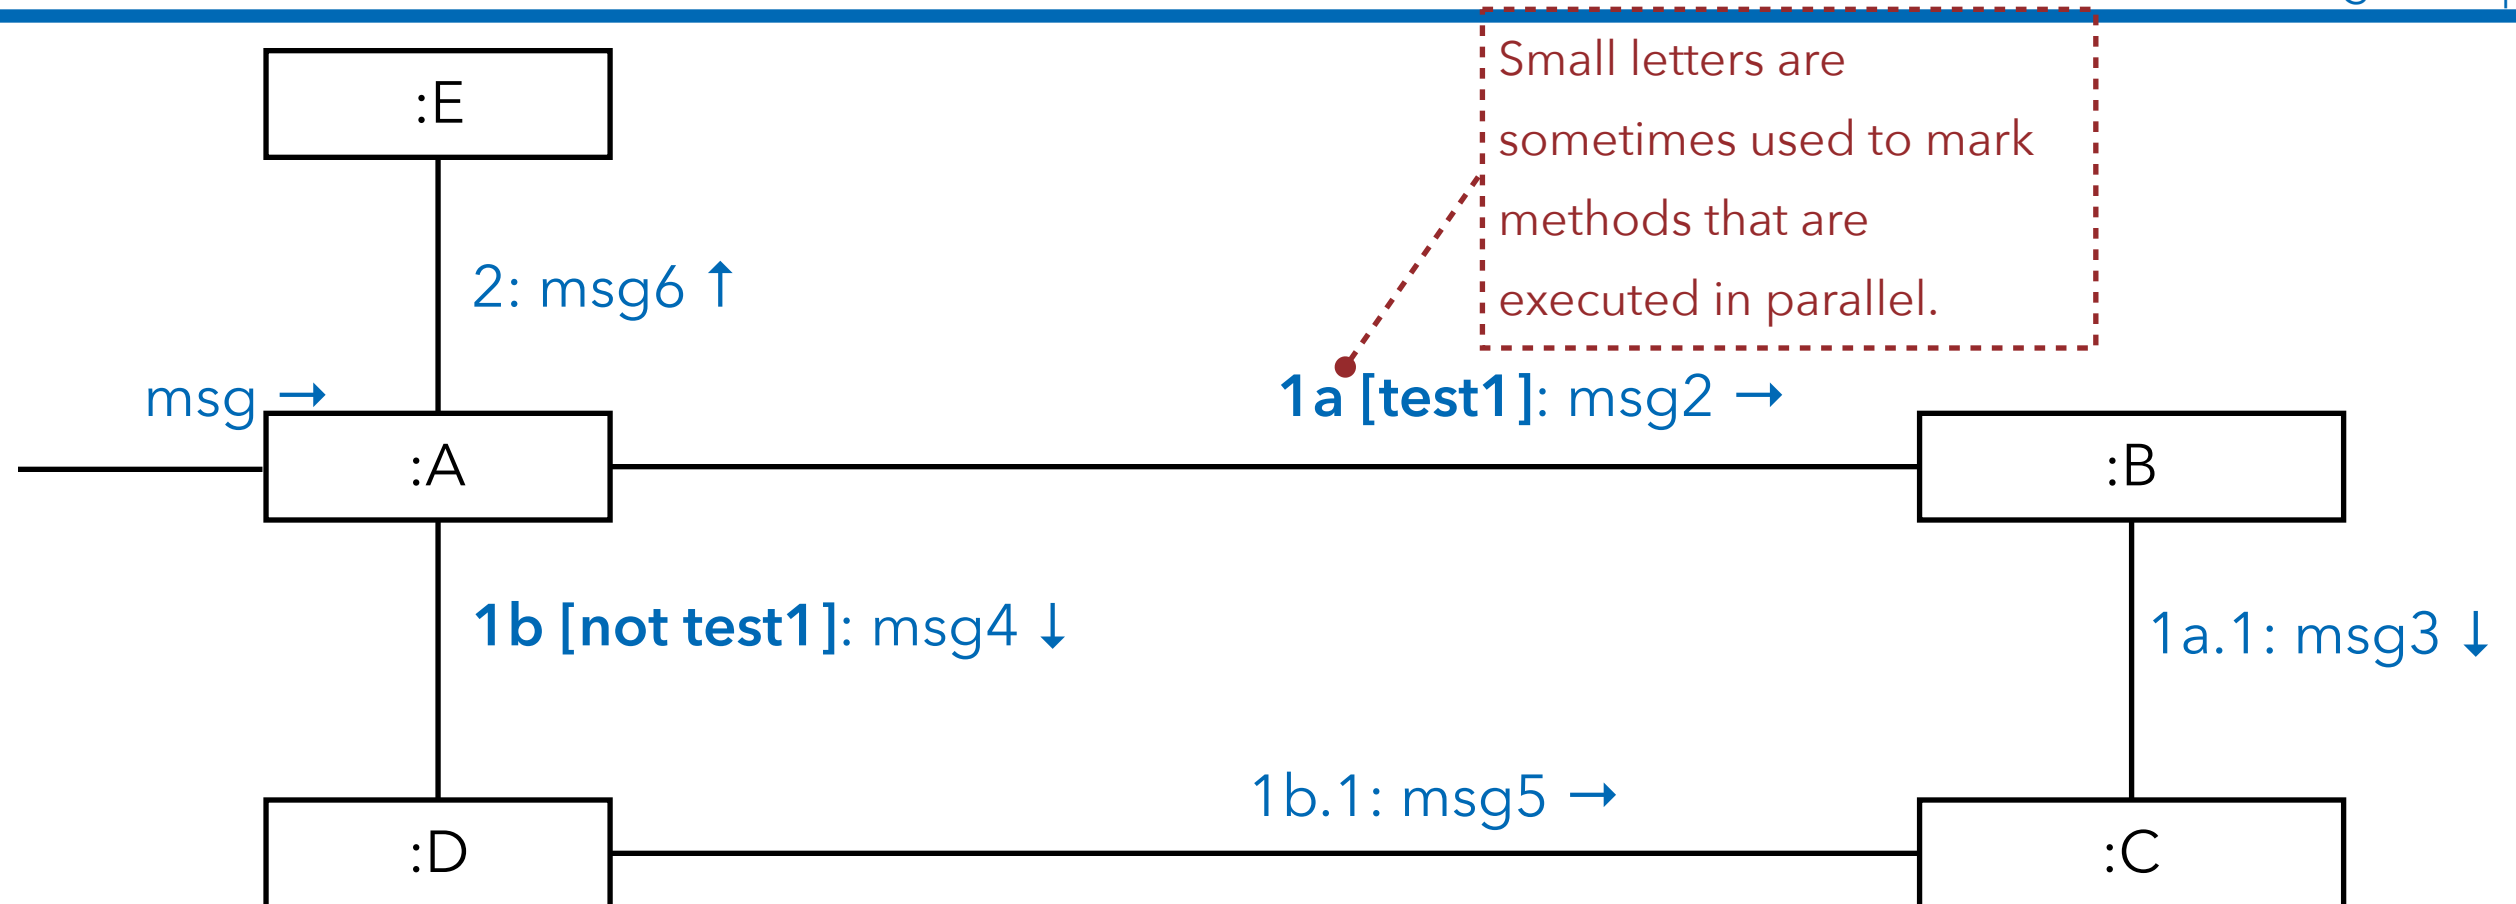 Small letters are
sometimes used to mark
methods that are
executed in parallel.
:E
2: msg6 ↑
msg →
1a [test1]: msg2 →
:A
:B
1b [not test1]: msg4 ↓
1a.1: msg3 ↓
1b.1: msg5 →
:D
:C